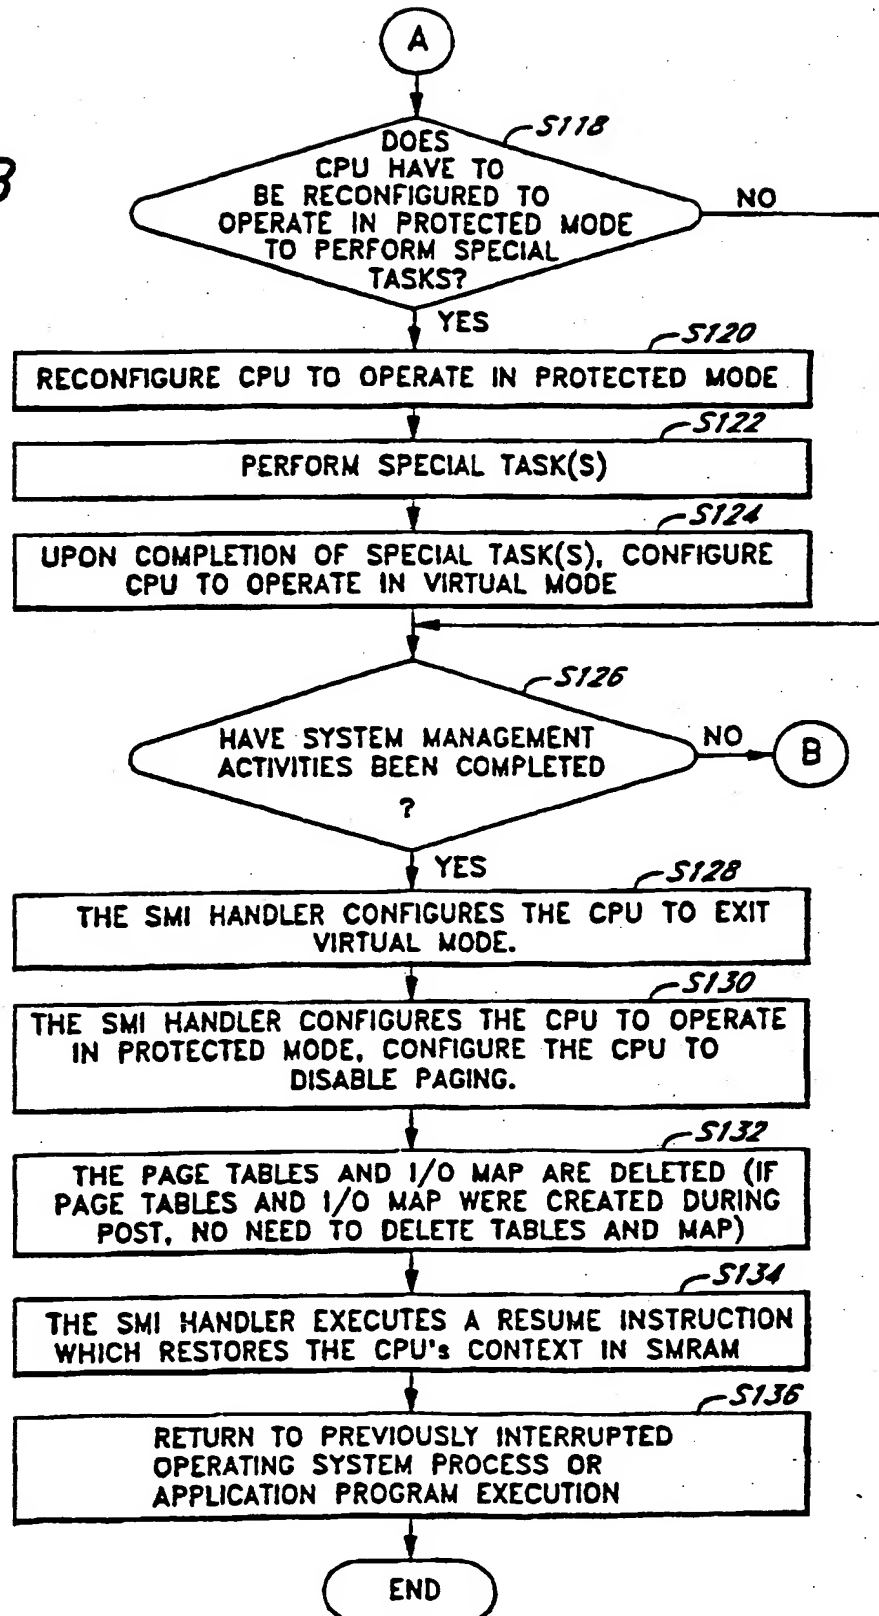 A
S118
DOES
CPU HAVE TO
BE RECONFIGURED TO
OPERATE IN PROTECTED MODE
TO PERFORM SPECIAL
TASKS?
NO
YES
S120
RECONFIGURE CPU TO OPERATE IN PROTECTED MODE
S122
PERFORM SPECIAL TASK(S)
S124
UPON COMPLETION OF SPECIAL TASK(S), CONFIGURE
CPU TO OPERATE IN VIRTUAL MODE
S126
HAVE SYSTEM MANAGEMENT
ACTIVITIES BEEN COMPLETED
?
NO
B
YES
S128
THE SMI HANDLER CONFIGURES THE CPU TO EXIT
VIRTUAL MODE.
S130
THE SMI HANDLER CONFIGURES THE CPU TO OPERATE
IN PROTECTED MODE, CONFIGURE THE CPU TO
DISABLE PAGING.
S132
THE PAGE TABLES AND I/O MAP ARE DELETED (IF
PAGE TABLES AND I/O MAP WERE CREATED DURING
POST, NO NEED TO DELETE TABLES AND MAP)
S134
THE SMI HANDLER EXECUTES A RESUME INSTRUCTION
WHICH RESTORES THE CPU's CONTEXT IN SMRAM
S136
RETURN TO PREVIOUSLY INTERRUPTED
OPERATING SYSTEM PROCESS OR
APPLICATION PROGRAM EXECUTION
END